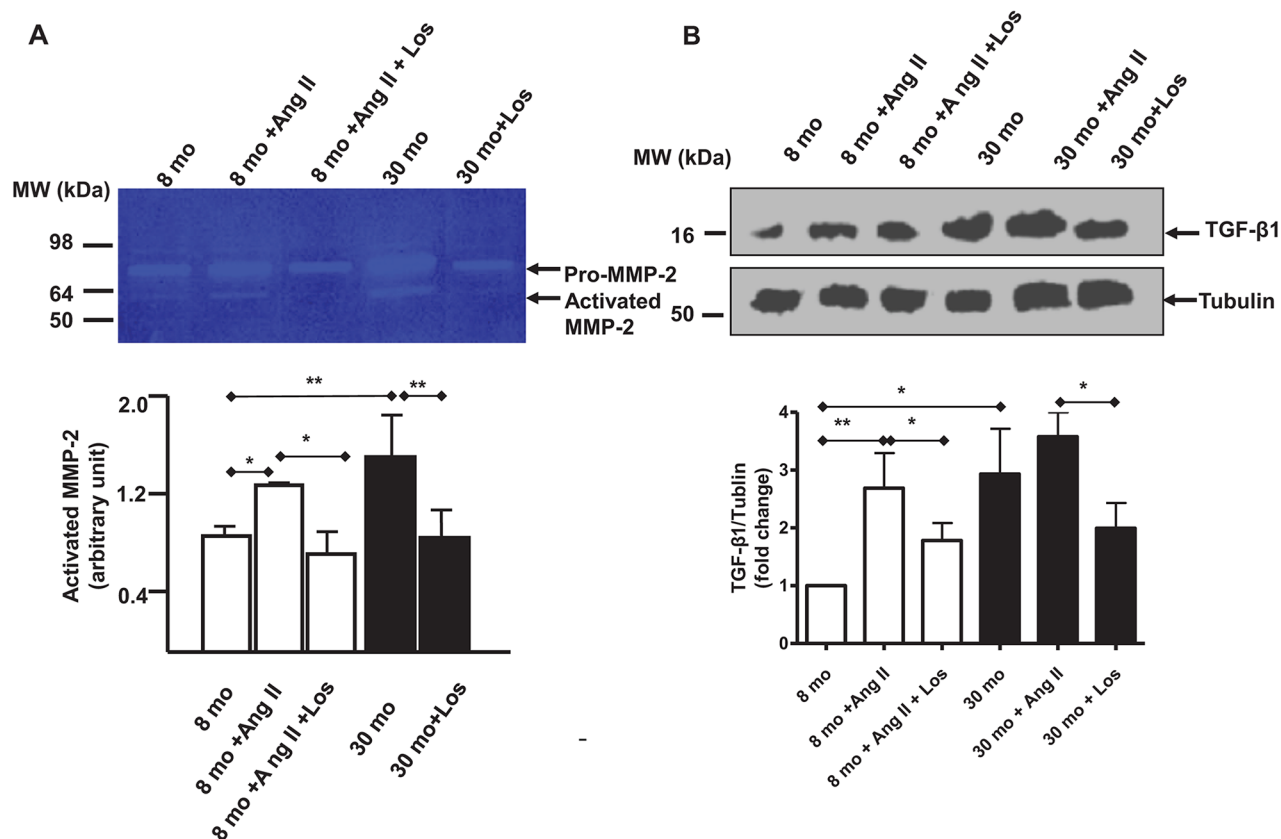 A
8 mo
8 mo +Ang II
8 mo +Ang II + Los
30 mo
30 mo+Los
MW (kDa)
98
64
50
Pro-MMP-2
Activated
MMP-2
2.0
1.2
0.4
Activated MMP-2
(arbitrary unit)
**
**
*
*
8 mo
8 mo +Ang II
8 mo +A ng II +Los
30 mo
30 mo+Los
B
8 mo
8 mo +Ang II
8 mo +A ng II +Los
30 mo
30 mo +Ang II
30 mo+Los
MW (kDa)
16
TGF-β1
50
Tubulin
TGF-β1/Tublin
(fold change)
4
3
2
1
0
*
*
**
*
8 mo
8 mo +Ang II
8 mo +Ang II + Los
30 mo
30 mo +Ang II
30 mo + Los